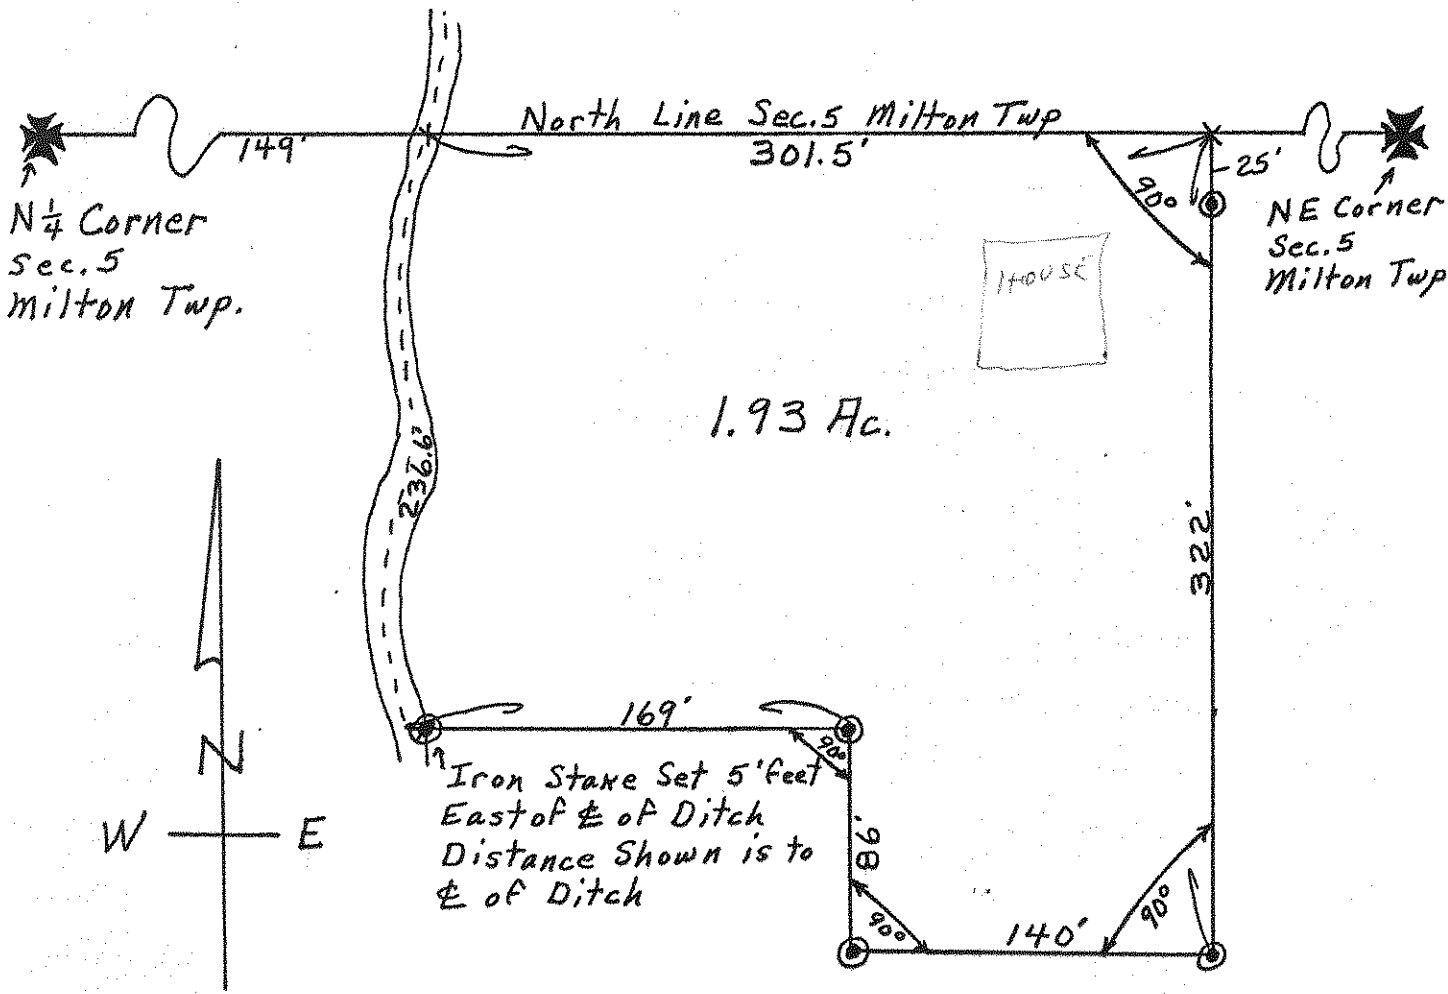 North Line Sec.5 Milton Twp
149'
301.5'
25'
90°
N 1/4 Corner
Sec.5
Milton Twp.
NE Corner
Sec.5
Milton Twp
HOUSE
1.93 Ac.
236.6'
322'
169'
90°
Iron Stake Set 5' feet
East of ℄ of Ditch
Distance Shown is to
℄ of Ditch
86'
90°
140'
90°
N
W
E